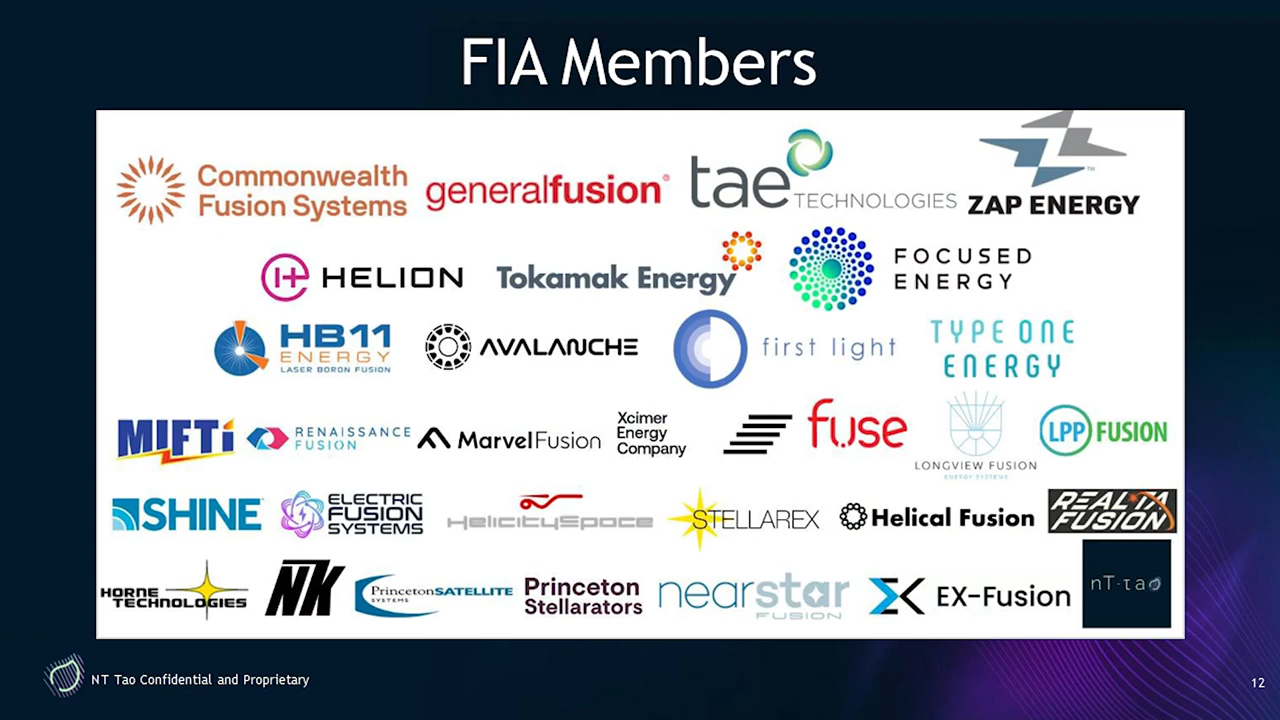 FIA Members
Commonwealth
Fusion Systems
generalfusion®
tae
TECHNOLOGIES
ZAP ENERGY
HELION
Tokamak Energy
FOCUSED
ENERGY
HB11
ENERGY
LASER BORON FUSION
AVALANCHE
first light
TYPE ONE
ENERGY
MIFTi
RENAISSANCE
FUSION
MarvelFusion
Xcimer
Energy
Company
fuse
LONGVIEW FUSION
ENERGY SYSTEMS
LPP FUSION
SHINE
ELECTRIC
FUSION
SYSTEMS
HelicitySpace
STELLAREX
Helical Fusion
REALTA
FUSION
HORNE
TECHNOLOGIES
NK
PrincetonSATELLITE
SYSTEMS
Princeton
Stellarators
nearstar
FUSION
EX-Fusion
nT-tao
NT Tao Confidential and Proprietary
12